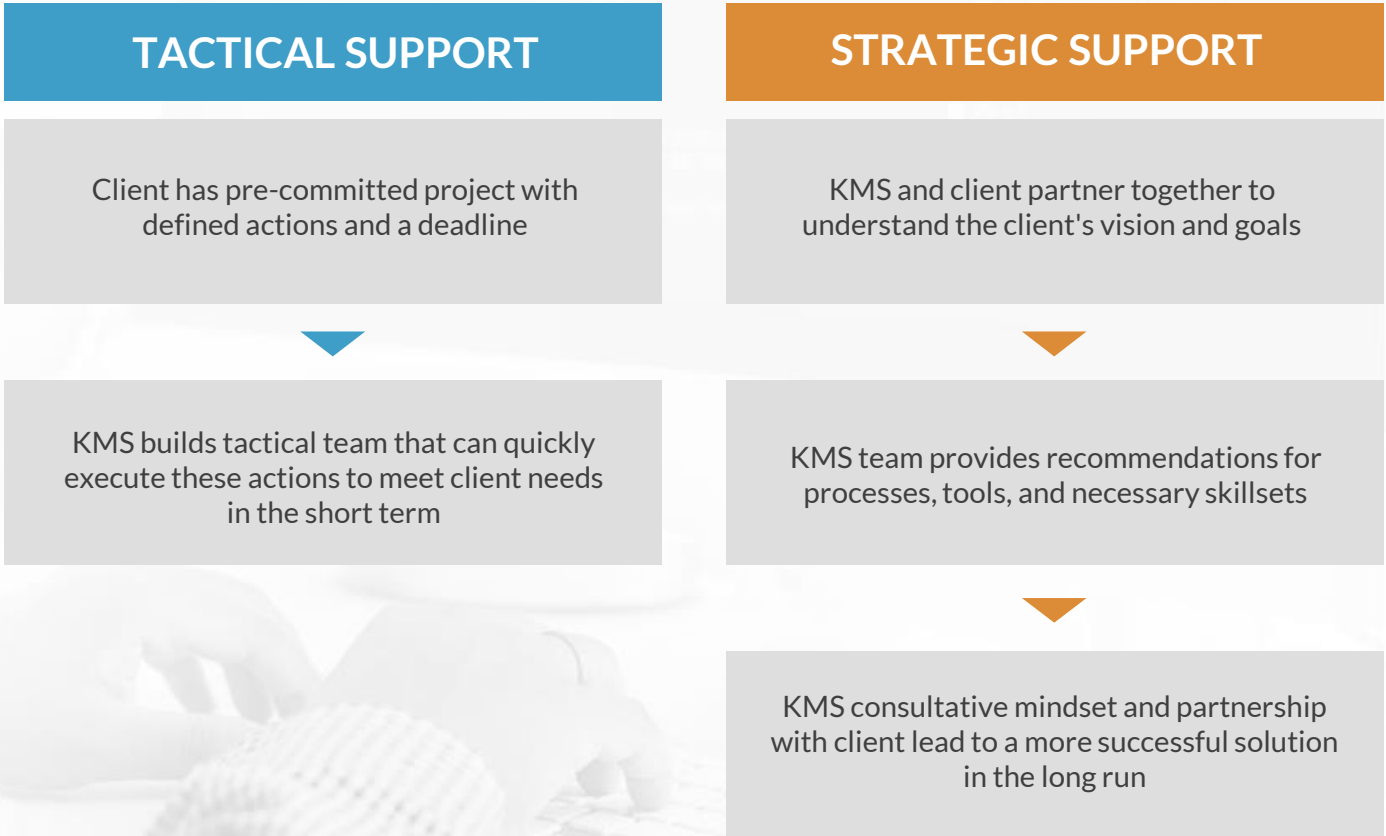 TACTICAL SUPPORT
Client has pre-committed project with
defined actions and a deadline
KMS builds tactical team that can quickly
execute these actions to meet client needs
in the short term
STRATEGIC SUPPORT
KMS and client partner together to
understand the client's vision and goals
KMS team provides recommendations for
processes, tools, and necessary skillsets
KMS consultative mindset and partnership
with client lead to a more successful solution
in the long run